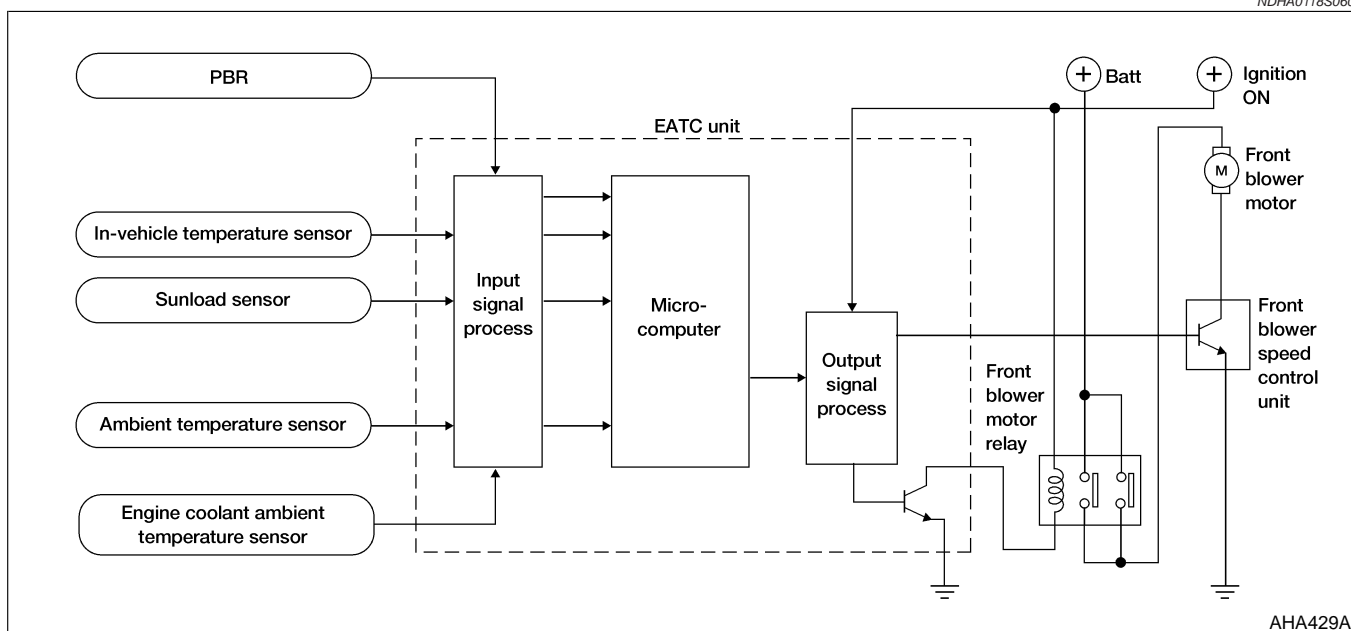 NDHA0118S060
PBR
+
Batt
+
Ignition
ON
EATC unit
Front
blower
motor
M
In-vehicle temperature sensor
Sunload sensor
Input
signal
process
Micro-
computer
Output
signal
process
Front
blower
speed
control
unit
Front
blower
motor
relay
Ambient temperature sensor
Engine coolant ambient
temperature sensor
AHA429A